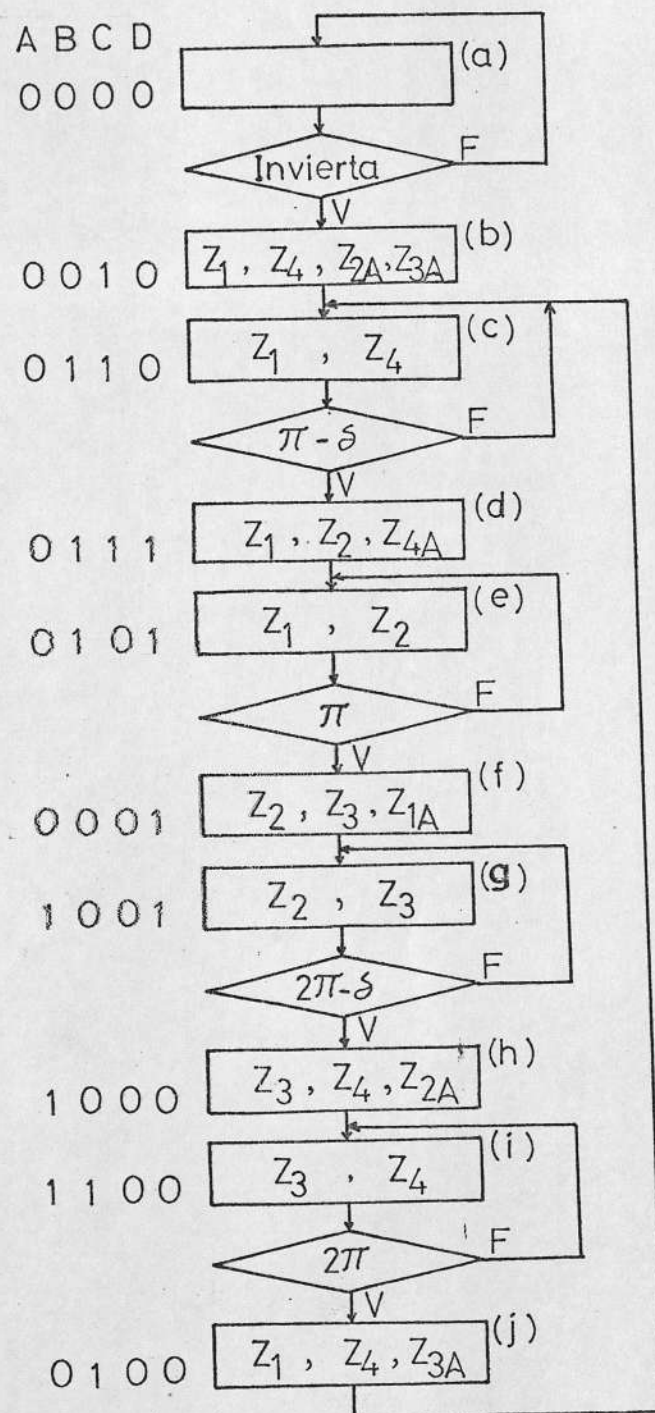 A B C D
(a)
0 0 0 0
Invierta
F
V
(b)
Z1 , Z4 , Z2A , Z3A
0 0 1 0
(c)
Z1 , Z4
0 1 1 0
π - δ
F
V
(d)
Z1 , Z2 , Z4A
0 1 1 1
(e)
Z1 , Z2
0 1 0 1
π
F
V
(f)
Z2 , Z3 , Z1A
0 0 0 1
(g)
Z2 , Z3
1 0 0 1
2π-δ
F
V
(h)
Z3 , Z4 , Z2A
1 0 0 0
(i)
Z3 , Z4
1 1 0 0
2π
F
V
(j)
Z1 , Z4 , Z3A
0 1 0 0